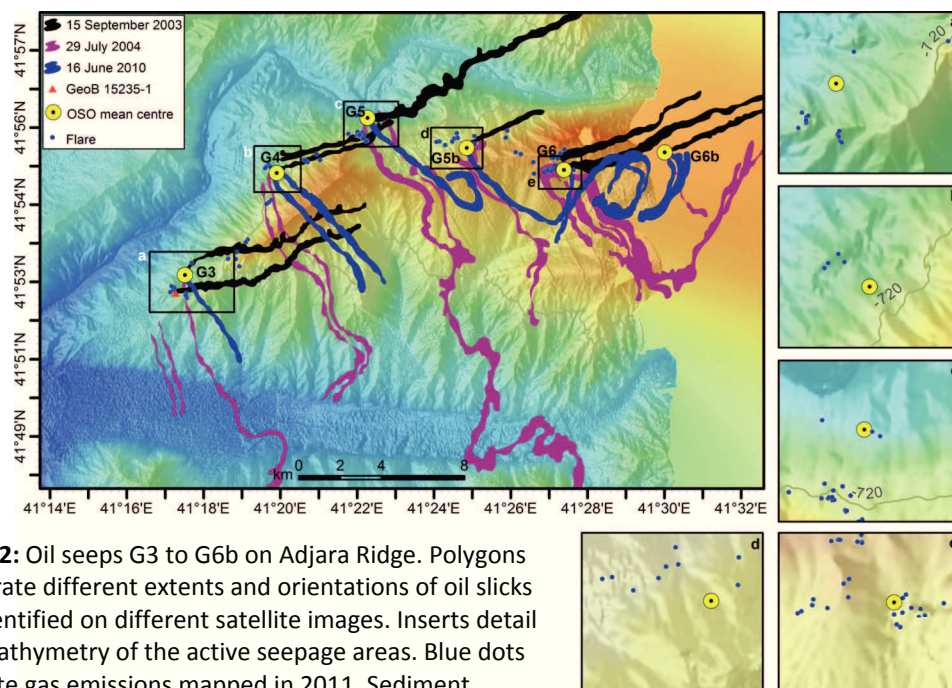 15 September 2003
29 July 2004
16 June 2010
GeoB 15235-1
OSO mean centre
Flare
41°57'N
41°56'N
41°54'N
41°53'N
41°51'N
41°49'N
a
b
c
d
e
G3
G4
G5
G5b
G6
G6b
0 2 4 8
km
41°14'E 41°16'E 41°18'E 41°20'E 41°22'E 41°24'E 41°26'E 41°28'E 41°30'E 41°32'E
-720
-720
d
2: Oil seeps G3 to G6b on Adjara Ridge. Polygons
rate different extents and orientations of oil slicks
entified on different satellite images. Inserts detail
athymetry of the active seepage areas. Blue dots
te gas emissions mapped in 2011. Sediment